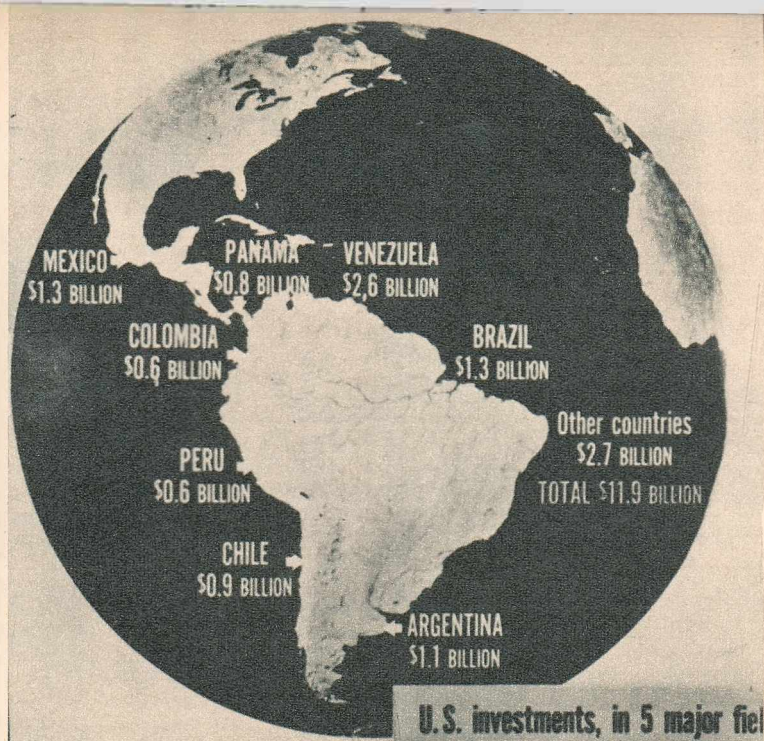 MEXICO
$1.3 BILLION
PANAMA
$0.8 BILLION
VENEZUELA
$2,6 BILLION
COLOMBIA
$0.6 BILLION
BRAZIL
$1.3 BILLION
Other countries
$2.7 BILLION
TOTAL $11.9 BILLION
PERU
$0.6 BILLION
CHILE
$0.9 BILLION
ARGENTINA
$1.1 BILLION
U.S. investments, in 5 major